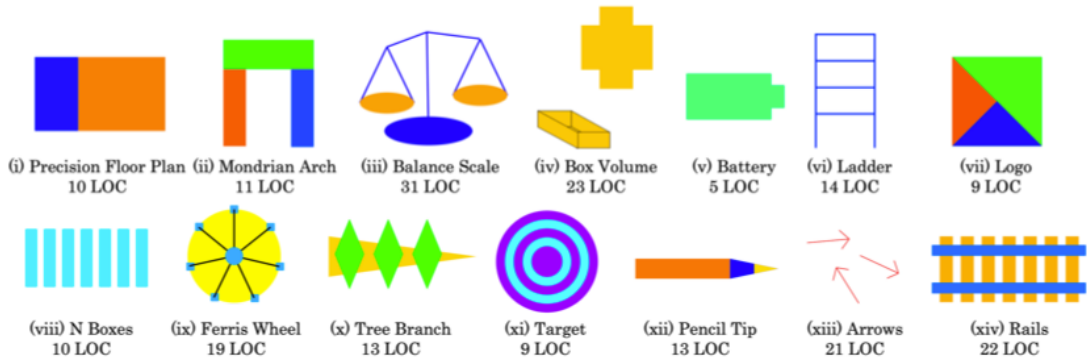 (i) Precision Floor Plan
10 LOC
(ii) Mondrian Arch
11 LOC
(iii) Balance Scale
31 LOC
(iv) Box Volume
23 LOC
(v) Battery
5 LOC
(vi) Ladder
14 LOC
(vii) Logo
9 LOC
(viii) N Boxes
10 LOC
(ix) Ferris Wheel
19 LOC
(x) Tree Branch
13 LOC
(xi) Target
9 LOC
(xii) Pencil Tip
13 LOC
(xiii) Arrows
21 LOC
(xiv) Rails
22 LOC